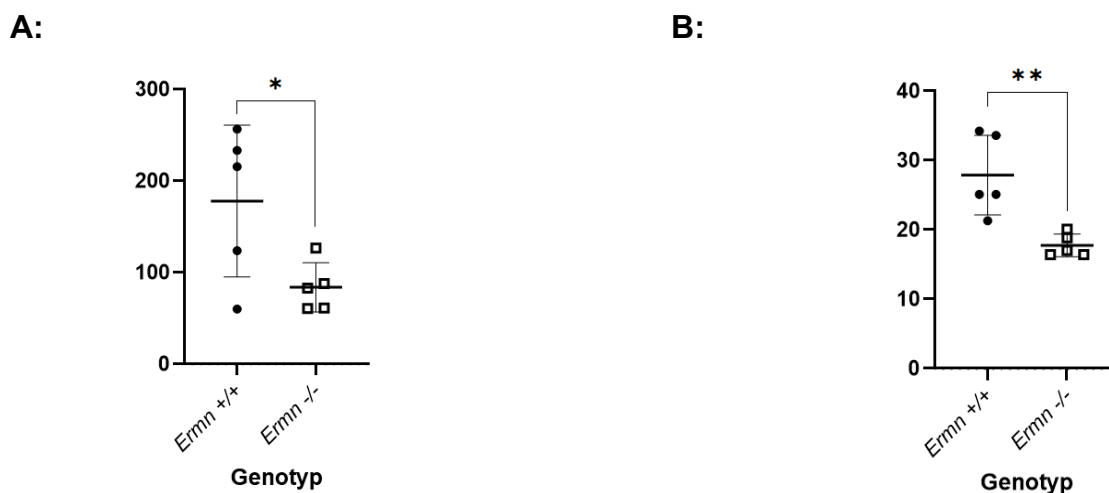 A:
B:
300
200
100
0
*
Ermn +/+
Ermn -/-
Genotyp
40
30
20
10
0
**
Ermn +/+
Ermn -/-
Genotyp